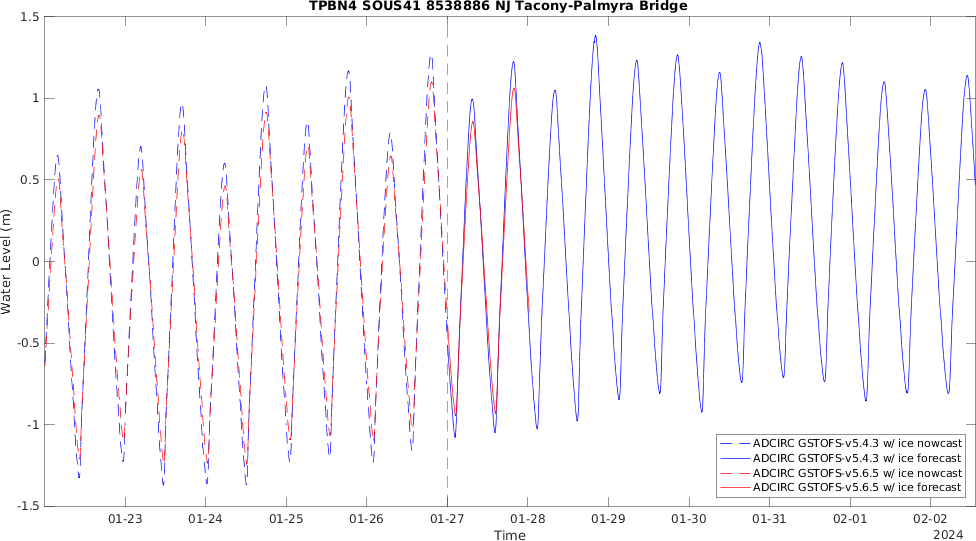 TPBN4 SOUS41 8538886 NJ Tacony-Palmyra Bridge
1.5
1
0.5
0
-0.5
-1
-1.5
Water Level (m)
01-23 01-24 01-25 01-26 01-27 01-28 01-29 01-30 01-31 02-01 02-02
2024
Time
ADCIRC GSTOFS-v5.4.3 w/ ice nowcast
ADCIRC GSTOFS-v5.4.3 w/ ice forecast
ADCIRC GSTOFS-v5.6.5 w/ ice nowcast
ADCIRC GSTOFS-v5.6.5 w/ ice forecast